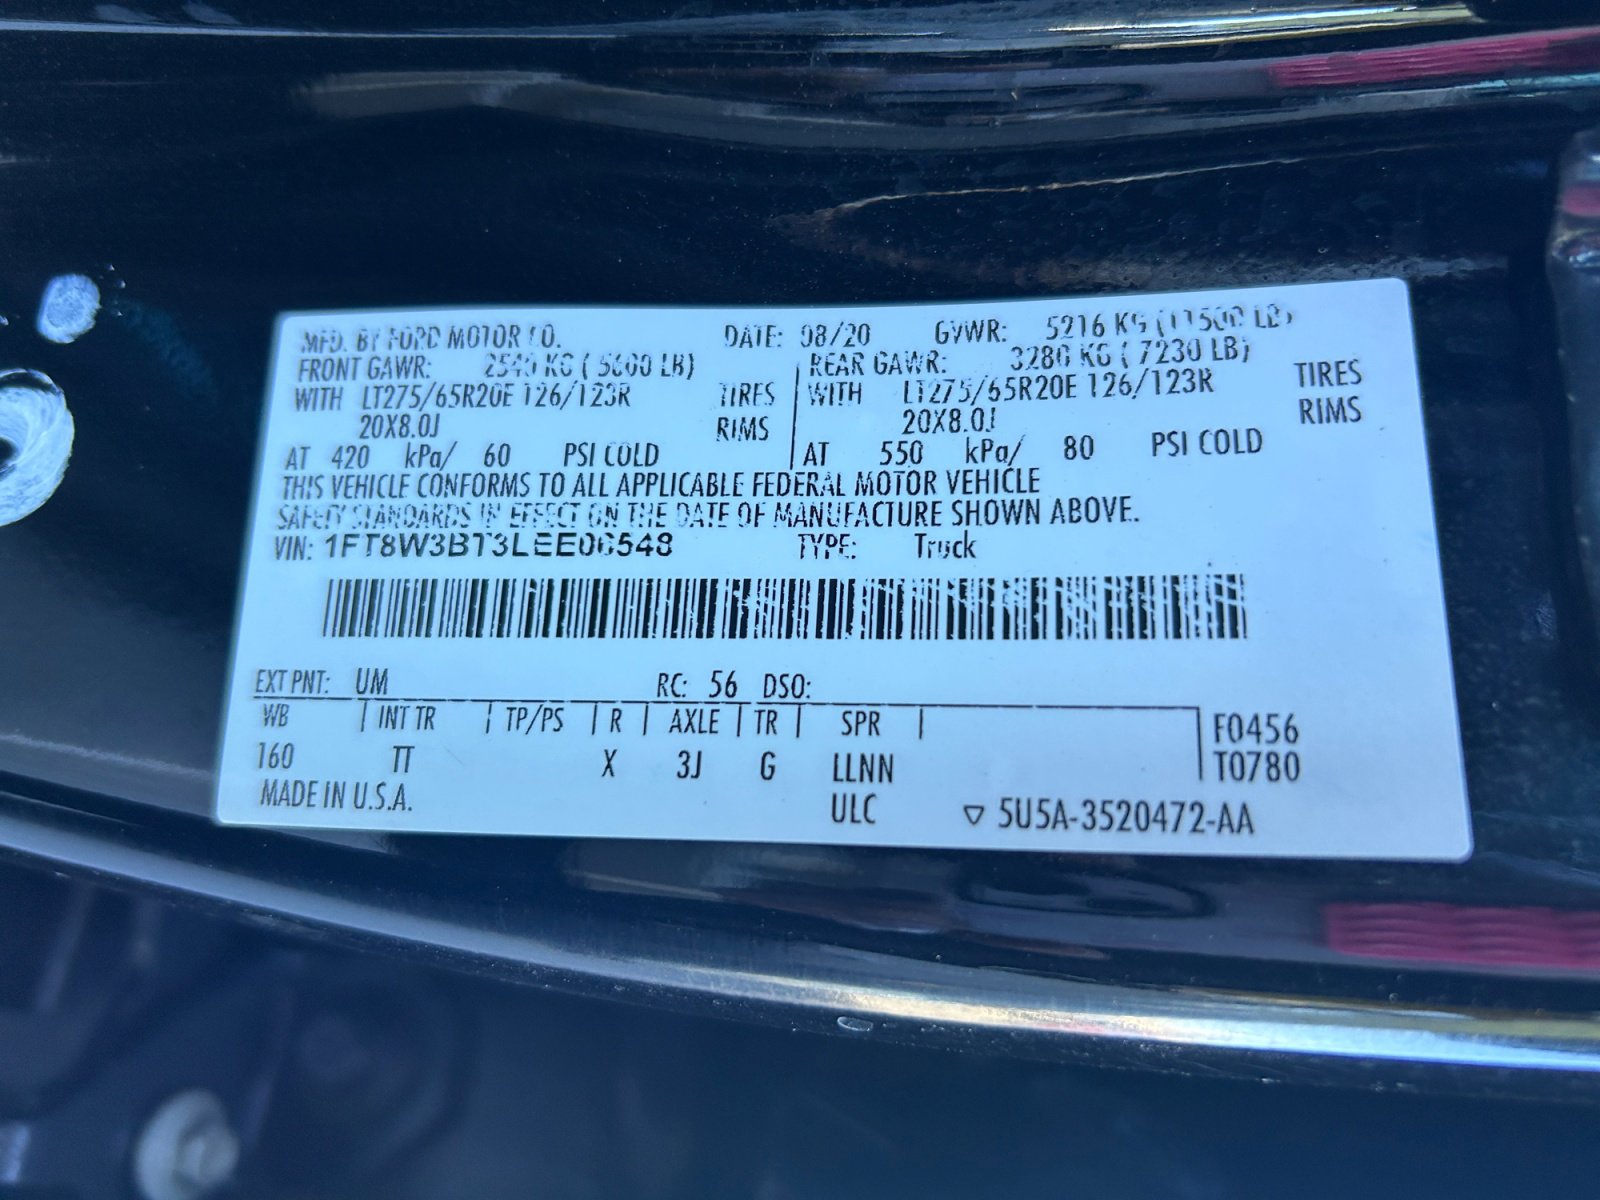 MFD. BY FORD MOTOR CO. DATE: 08/20 GVWR: 5216 KG (11500 LB)
FRONT GAWR: 2540 KG ( 5600 LB) REAR GAWR: 3280 KG ( 7230 LB)
WITH LT275/65R20E 126/123R TIRES WITH LT275/65R20E 126/123R TIRES
20X8.0J RIMS 20X8.0J RIMS
AT 420 kPa/ 60 PSI COLD AT 550 kPa/ 80 PSI COLD
THIS VEHICLE CONFORMS TO ALL APPLICABLE FEDERAL MOTOR VEHICLE
SAFETY STANDARDS IN EFFECT ON THE DATE OF MANUFACTURE SHOWN ABOVE.
VIN: 1FT8W3BT3LEE06548 TYPE: Truck
EXT PNT: UM RC: 56 DSO:
WB INT TR TP/PS R AXLE TR SPR F0456
160 TT X 3J G LLNN T0780
MADE IN U.S.A. ULC ▽ 5U5A-3520472-AA